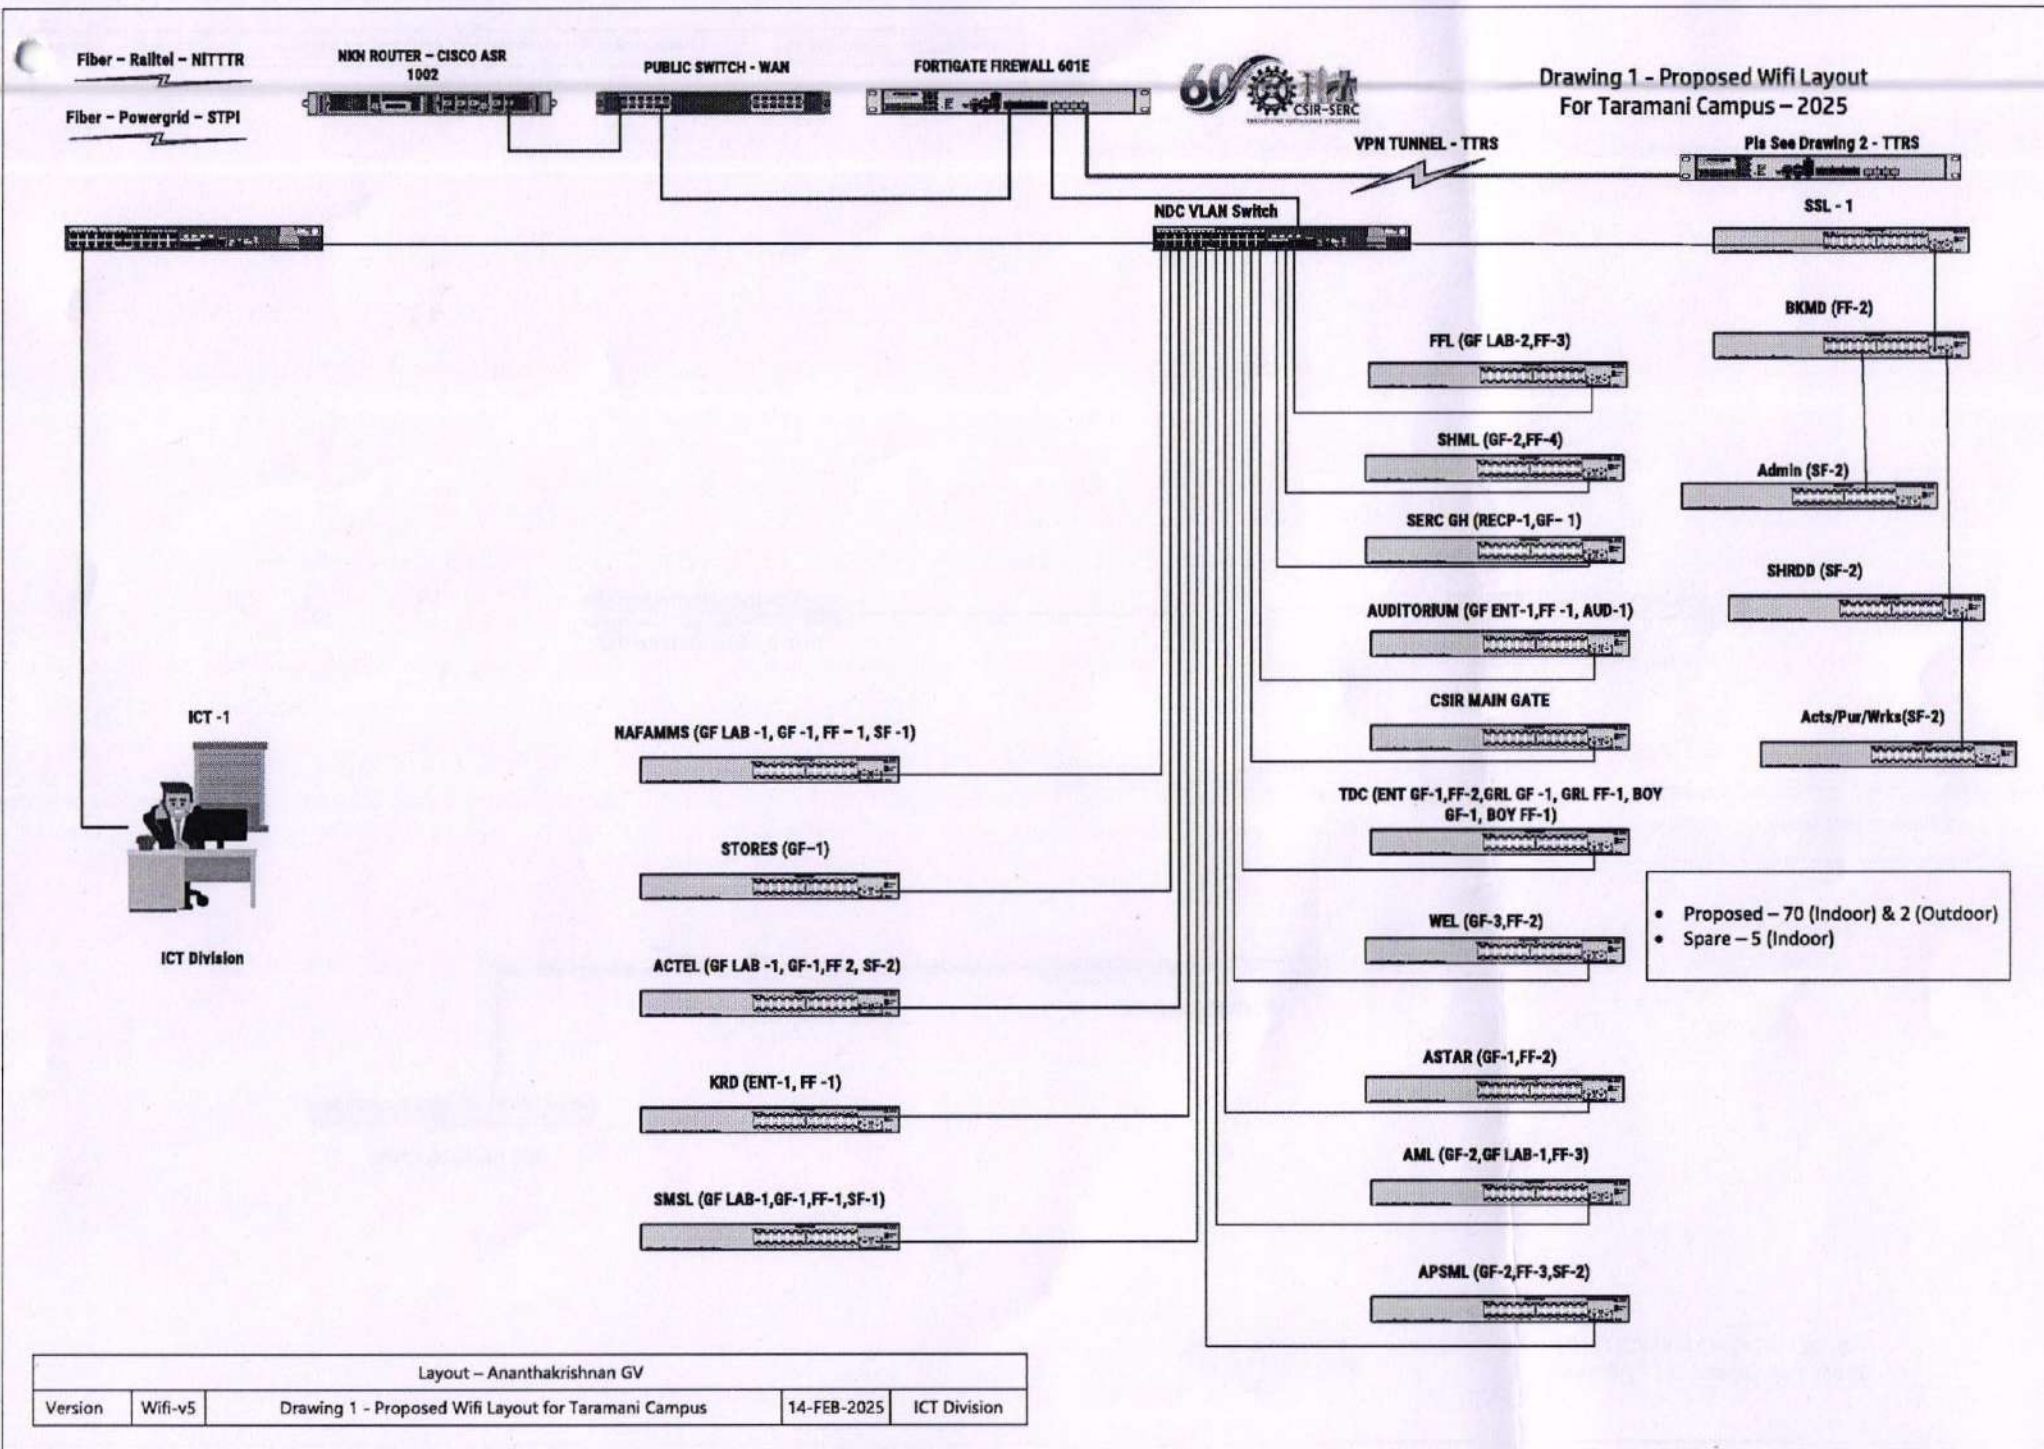 Fiber – Railtel – NITTTR
Fiber – Powergrid – STPI
NKN ROUTER – CISCO ASR
1002
PUBLIC SWITCH - WAN
FORTIGATE FIREWALL 601E
60
CSIR-SERC
Drawing 1 - Proposed Wifi Layout
For Taramani Campus – 2025
VPN TUNNEL - TTRS
Pls See Drawing 2 - TTRS
NDC VLAN Switch
SSL - 1
BKMD (FF-2)
Admin (SF-2)
SHRDD (SF-2)
Acts/Pur/Wrks(SF-2)
FFL (GF LAB-2,FF-3)
SHML (GF-2,FF-4)
SERC GH (RECP-1,GF- 1)
AUDITORIUM (GF ENT-1,FF -1, AUD-1)
CSIR MAIN GATE
TDC (ENT GF-1,FF-2,GRL GF -1, GRL FF-1, BOY
GF-1, BOY FF-1)
WEL (GF-3,FF-2)
ASTAR (GF-1,FF-2)
AML (GF-2,GF LAB-1,FF-3)
APSML (GF-2,FF-3,SF-2)
NAFAMMS (GF LAB -1, GF -1, FF – 1, SF -1)
STORES (GF-1)
ACTEL (GF LAB -1, GF-1,FF 2, SF-2)
KRD (ENT-1, FF -1)
SMSL (GF LAB-1,GF-1,FF-1,SF-1)
ICT -1
ICT Division
• Proposed – 70 (Indoor) & 2 (Outdoor)
• Spare – 5 (Indoor)
Layout – Ananthakrishnan GV
Version Wifi-v5 Drawing 1 - Proposed Wifi Layout for Taramani Campus 14-FEB-2025 ICT Division